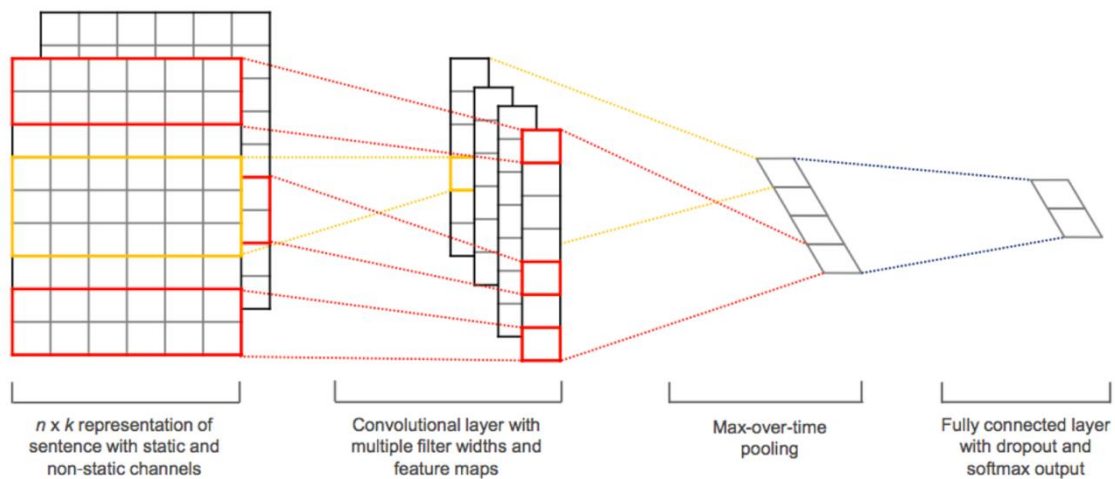 n x k representation of
sentence with static and
non-static channels
Convolutional layer with
multiple filter widths and
feature maps
Max-over-time
pooling
Fully connected layer
with dropout and
softmax output